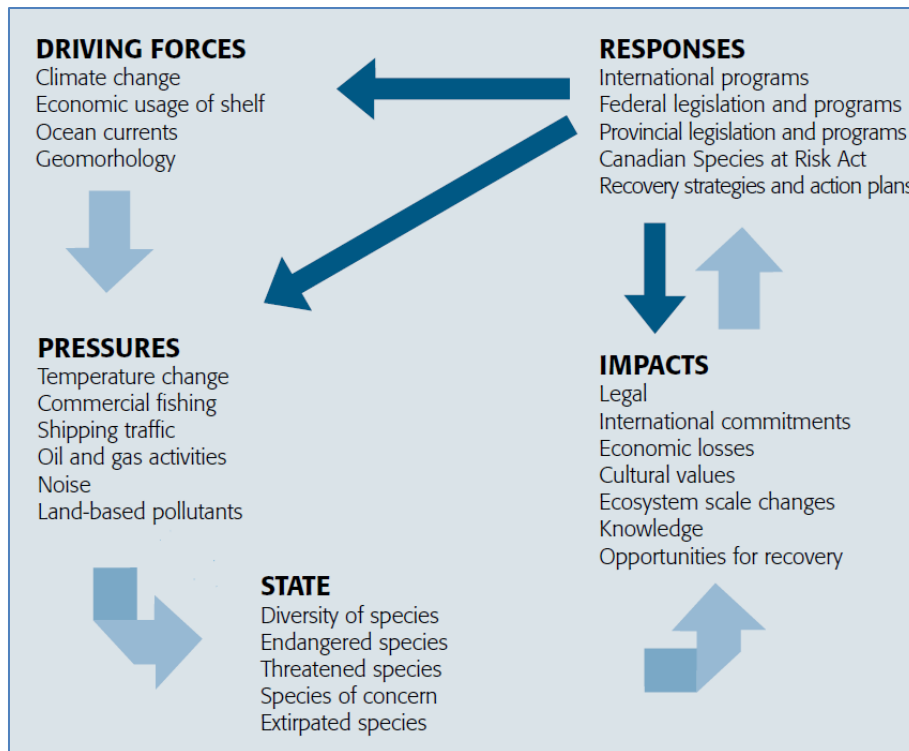 DRIVING FORCES
Climate change
Economic usage of shelf
Ocean currents
Geomorhology
RESPONSES
International programs
Federal legislation and programs
Provincial legislation and programs
Canadian Species at Risk Act
Recovery strategies and action plans
PRESSURES
Temperature change
Commercial fishing
Shipping traffic
Oil and gas activities
Noise
Land-based pollutants
IMPACTS
Legal
International commitments
Economic losses
Cultural values
Ecosystem scale changes
Knowledge
Opportunities for recovery
STATE
Diversity of species
Endangered species
Threatened species
Species of concern
Extirpated species